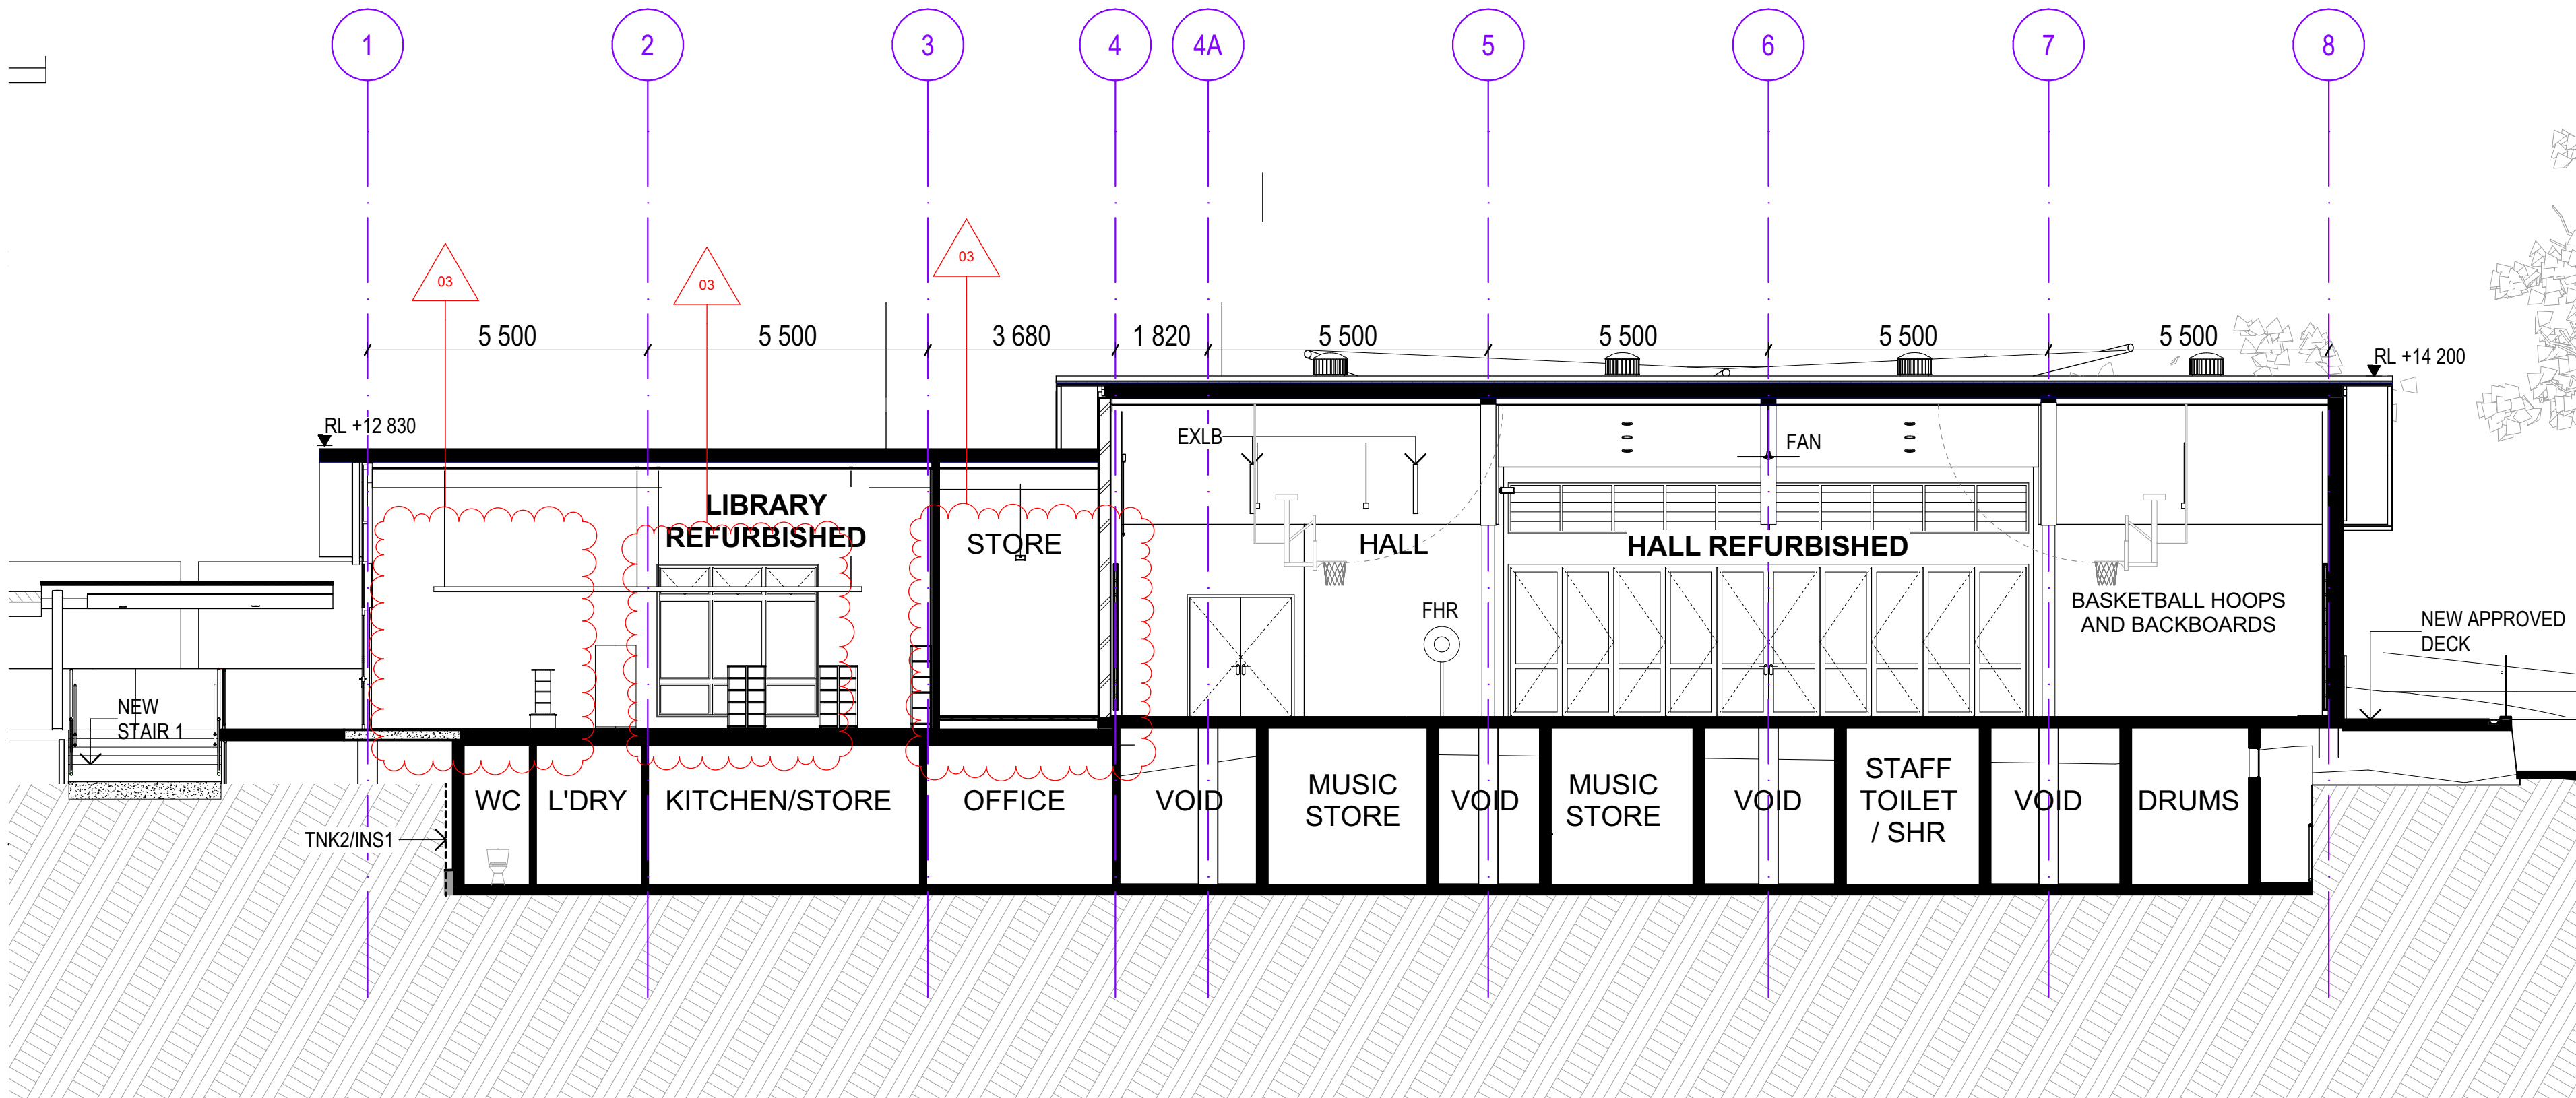 1 2 3 4 4A 5 6 7 8
03 03 03
5 500 5 500 3 680 1 820 5 500 5 500 5 500 5 500
RL +14 200
RL +12 830
EXLB
FAN
LIBRARY
REFURBISHED
STORE
HALL
HALL REFURBISHED
FHR
BASKETBALL HOOPS
AND BACKBOARDS
NEW APPROVED
DECK
NEW
STAIR 1
TNK2/INS1
WC
L'DRY
KITCHEN/STORE
OFFICE
VOID
MUSIC
STORE
VOID
MUSIC
STORE
VOID
STAFF
TOILET
/ SHR
VOID
DRUMS